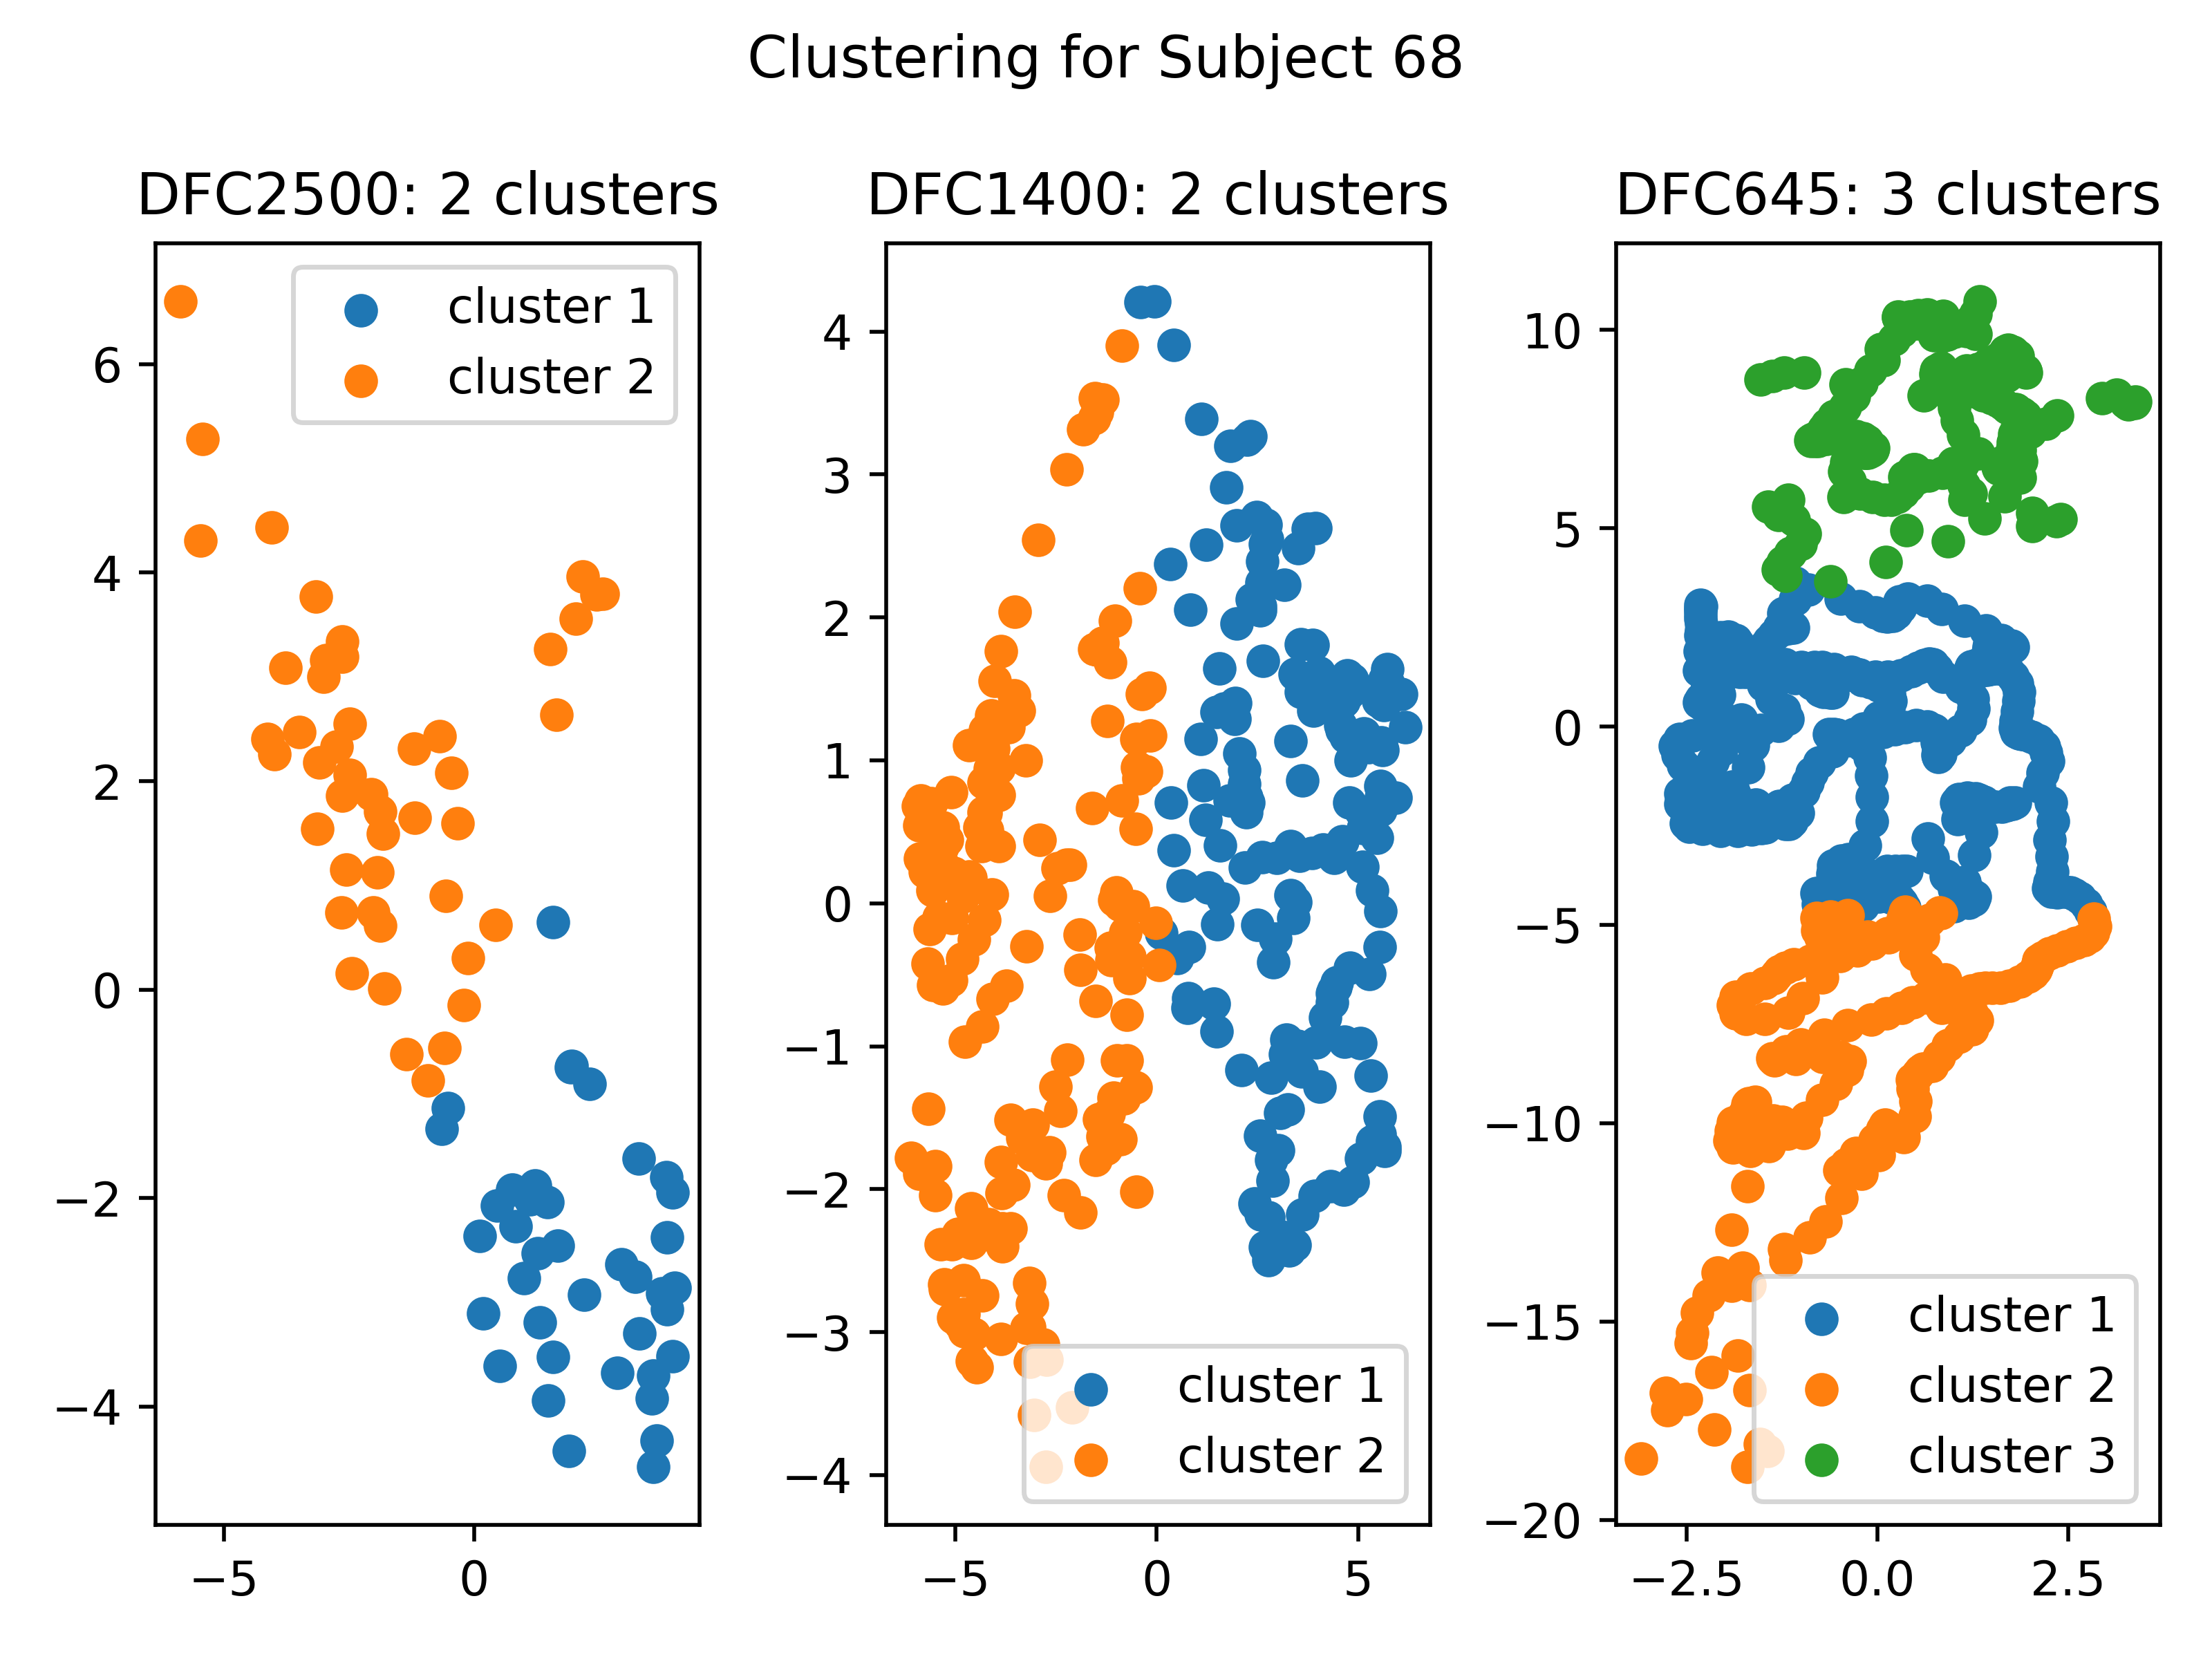 Clustering for Subject 68
DFC2500: 2 clusters
cluster 1
cluster 2
6
4
2
0
−2
−4
−5
0
DFC1400: 2 clusters
4
3
2
1
0
−1
−2
−3
−4
cluster 1
cluster 2
−5
0
5
DFC645: 3 clusters
10
5
0
−5
−10
−15
−20
cluster 1
cluster 2
cluster 3
−2.5
0.0
2.5